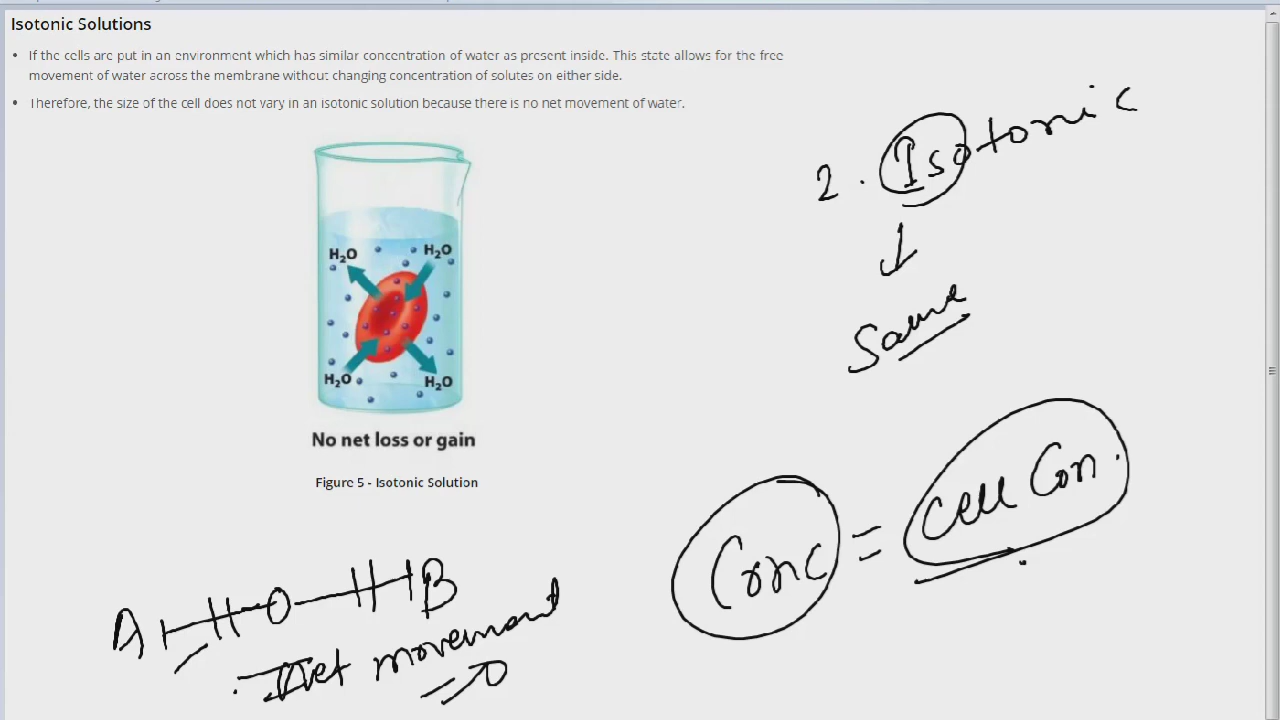 Isotonic Solutions
• If the cells are put in an environment which has similar concentration of water as present inside. This state allows for the free
movement of water across the membrane without changing concentration of solutes on either side.
• Therefore, the size of the cell does not vary in an isotonic solution because there is no net movement of water.
2. Isotonic
Same
H₂O H₂O
H₂O H₂O
No net loss or gain
Figure 5 - Isotonic Solution
Conc = Cell Con.
A O B
Net movement
= 0